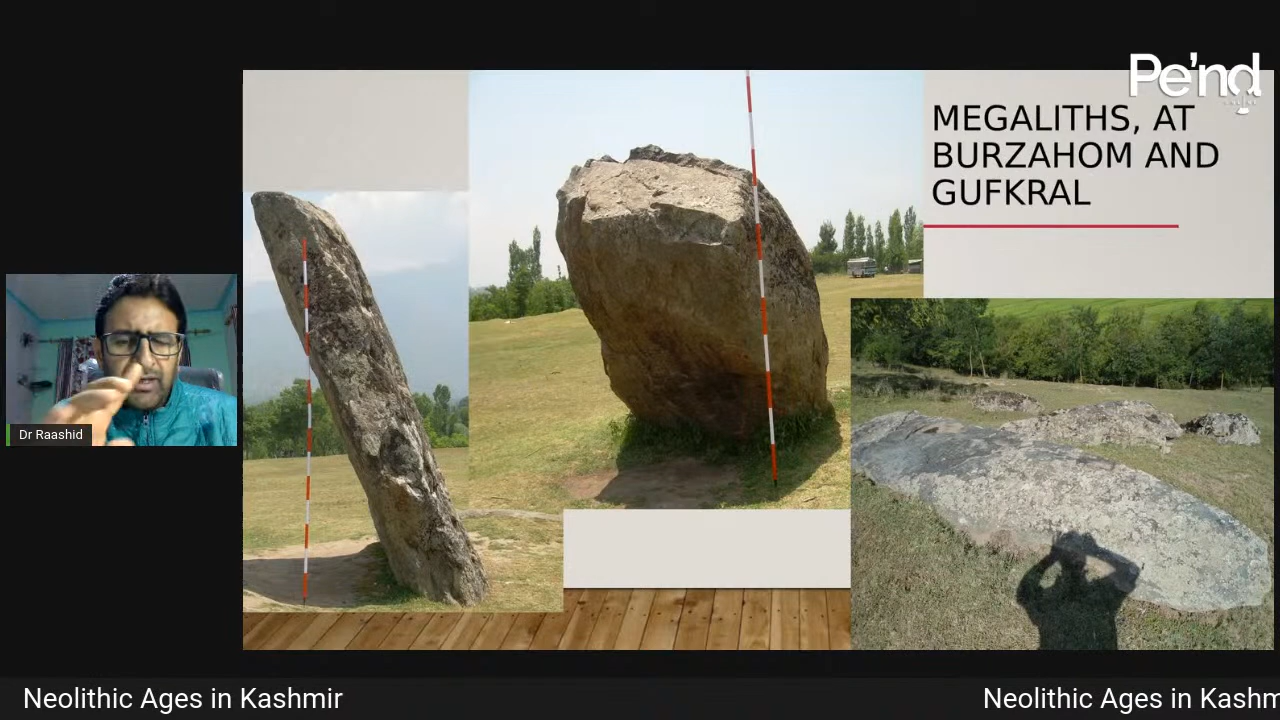 Pe'nd
MEGALITHS, AT
BURZAHOM AND
GUFKRAL
Dr Raashid
Neolithic Ages in Kashmir
Neolithic Ages in Kashm